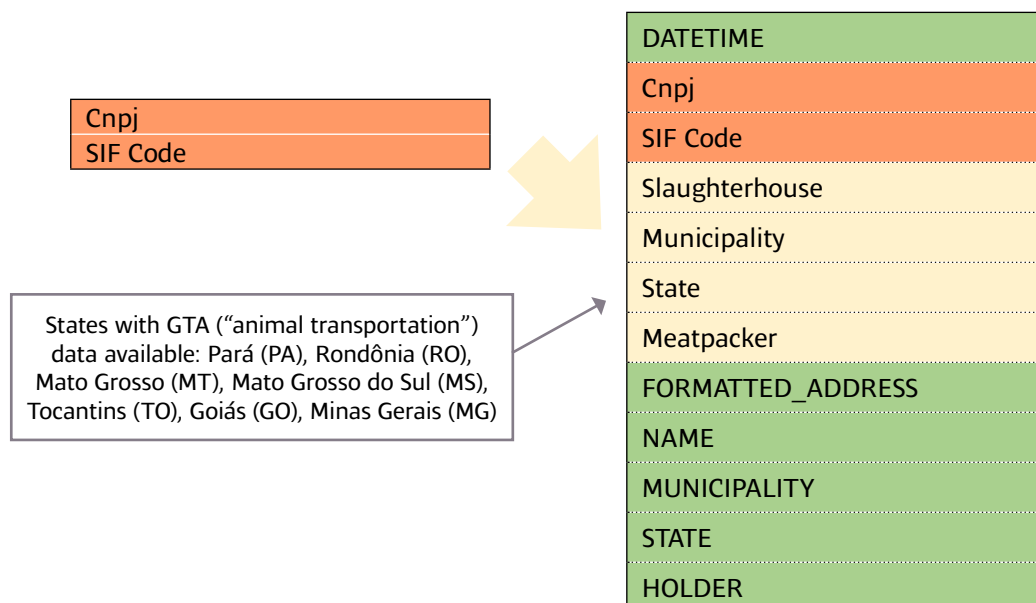 Cnpj
SIF Code
States with GTA (“animal transportation”)
data available: Pará (PA), Rondônia (RO),
Mato Grosso (MT), Mato Grosso do Sul (MS),
Tocantins (TO), Goiás (GO), Minas Gerais (MG)
DATETIME
Cnpj
SIF Code
Slaughterhouse
Municipality
State
Meatpacker
FORMATTED_ADDRESS
NAME
MUNICIPALITY
STATE
HOLDER